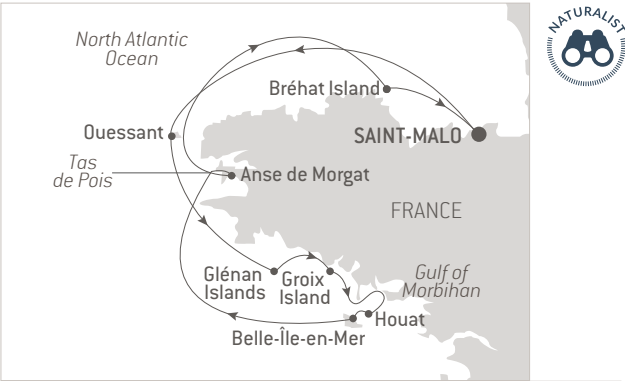 NATURALIST
North Atlantic
Ocean
Bréhat Island
Ouessant
SAINT-MALO
Tas
de Pois
Anse de Morgat
FRANCE
Glénan
Islands
Groix
Island
Gulf of
Morbihan
Houat
Belle-Île-en-Mer